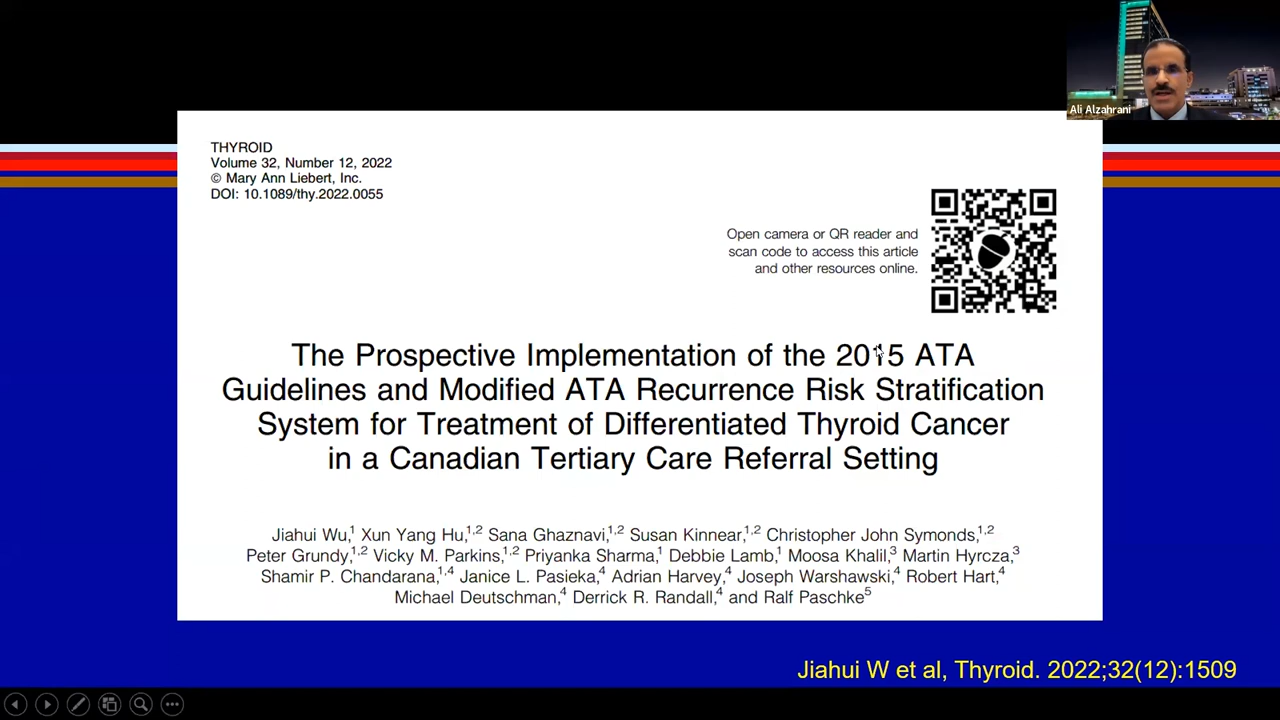 Ali Alzahrani
THYROID
Volume 32, Number 12, 2022
© Mary Ann Liebert, Inc.
DOI: 10.1089/thy.2022.0055
Open camera or QR reader and
scan code to access this article
and other resources online.
The Prospective Implementation of the 2015 ATA
Guidelines and Modified ATA Recurrence Risk Stratification
System for Treatment of Differentiated Thyroid Cancer
in a Canadian Tertiary Care Referral Setting
Jiahui Wu,1 Xun Yang Hu,1,2 Sana Ghaznavi,1,2 Susan Kinnear,1,2 Christopher John Symonds,1,2
Peter Grundy,1,2 Vicky M. Parkins,1,2 Priyanka Sharma,1 Debbie Lamb,1 Moosa Khalil,3 Martin Hyrcza,3
Shamir P. Chandarana,1,4 Janice L. Pasieka,4 Adrian Harvey,4 Joseph Warshawski,4 Robert Hart,4
Michael Deutschman,4 Derrick R. Randall,4 and Ralf Paschke5
Jiahui W et al, Thyroid. 2022;32(12):1509